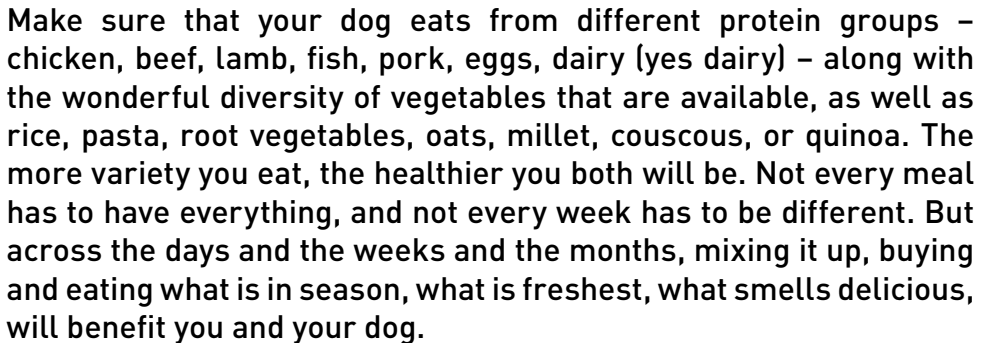 Make sure that your dog eats from different protein groups –
chicken, beef, lamb, fish, pork, eggs, dairy (yes dairy) – along with
the wonderful diversity of vegetables that are available, as well as
rice, pasta, root vegetables, oats, millet, couscous, or quinoa. The
more variety you eat, the healthier you both will be. Not every meal
has to have everything, and not every week has to be different. But
across the days and the weeks and the months, mixing it up, buying
and eating what is in season, what is freshest, what smells delicious,
will benefit you and your dog.